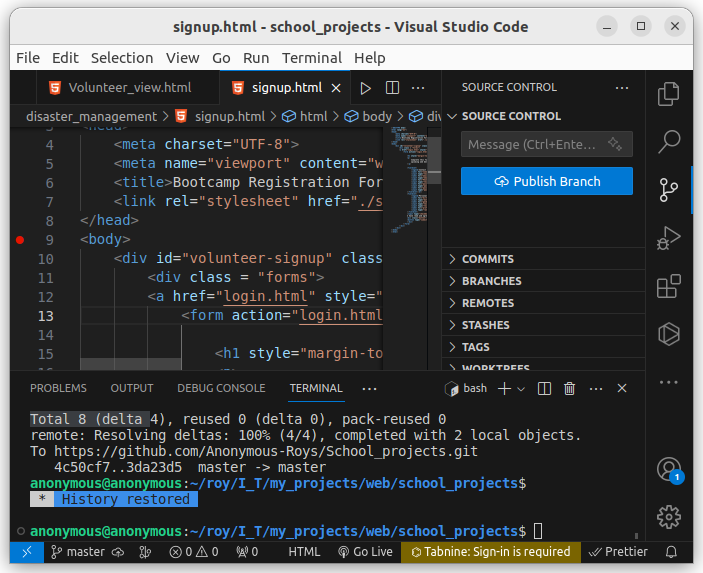 signup.html - school_projects - Visual Studio Code
File Edit Selection View Go Run Terminal Help
Volunteer_view.html signup.html
disaster_management > signup.html > html > body > div
3 <head>
4 <meta charset="UTF-8">
5 <meta name="viewport" content="w
6 <title>Bootcamp Registration For
7 <link rel="stylesheet" href="./s
8 </head>
9 <body>
10 <div id="volunteer-signup" class
11 <div class = "forms">
12 <a href="login.html" style="
13 <form action="login.html
14
15 <h1 style="margin-to
SOURCE CONTROL
SOURCE CONTROL
Message (Ctrl+Ente...
Publish Branch
COMMITS
BRANCHES
REMOTES
STASHES
TAGS
WORKTREES
1
PROBLEMS OUTPUT DEBUG CONSOLE TERMINAL ··· bash
Total 8 (delta 4), reused 0 (delta 0), pack-reused 0
remote: Resolving deltas: 100% (4/4), completed with 2 local objects.
To https://github.com/Anonymous-Roys/School_projects.git
4c50cf7..3da23d5 master -> master
anonymous@anonymous:~/roy/I_T/my_projects/web/school_projects$
* History restored
anonymous@anonymous:~/roy/I_T/my_projects/web/school_projects$
master 0 0 0 HTML Go Live Tabnine: Sign-in is required Prettier